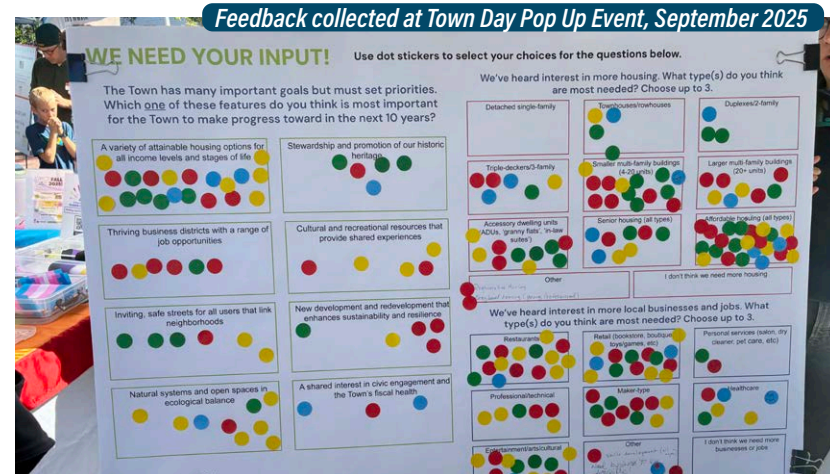 Feedback collected at Town Day Pop Up Event, September 2025
WE NEED YOUR INPUT!
Use dot stickers to select your choices for the questions below.
The Town has many important goals but must set priorities.
Which one of these features do you think is most important
for the Town to make progress toward in the next 10 years?
A variety of attainable housing options for
all income levels and stages of life
Stewardship and promotion of our historic
heritage
Thriving business districts with a range of
job opportunities
Cultural and recreational resources that
provide shared experiences
Inviting, safe streets for all users that link
neighborhoods
New development and redevelopment that
enhances sustainability and resilience
Natural systems and open spaces in
ecological balance
A shared interest in civic engagement and
the Town's fiscal health
We've heard interest in more housing. What type(s) do you think
are most needed? Choose up to 3.
Detached single-family
Townhouses/rowhouses
Duplexes/2-family
Triple-deckers/3-family
Smaller multi-family buildings
(4-20 units)
Larger multi-family buildings
(20+ units)
Accessory dwelling units
(ADUs, 'granny flats', 'in-law
suites')
Senior housing (all types)
Affordable housing (all types)
Other
I don't think we need more housing
We've heard interest in more local businesses and jobs. What
type(s) do you think are most needed? Choose up to 3.
Restaurants
Retail (bookstore, boutique,
toys/games, etc)
Personal services (salon, dry
cleaner, pet care, etc)
Professional/technical
Maker-type
Healthcare
Entertainment/arts/cultural
Other
I don't think we need more
businesses or jobs